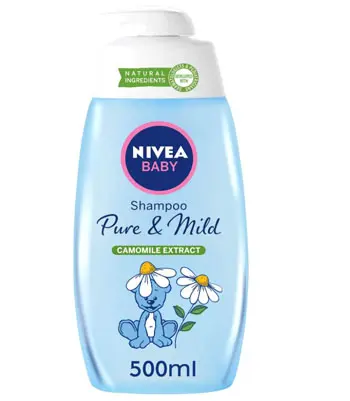 NATURAL
INGREDIENTS
NIVEA
BABY
Shampoo
Pure & Mild
CAMOMILE EXTRACT
500ml